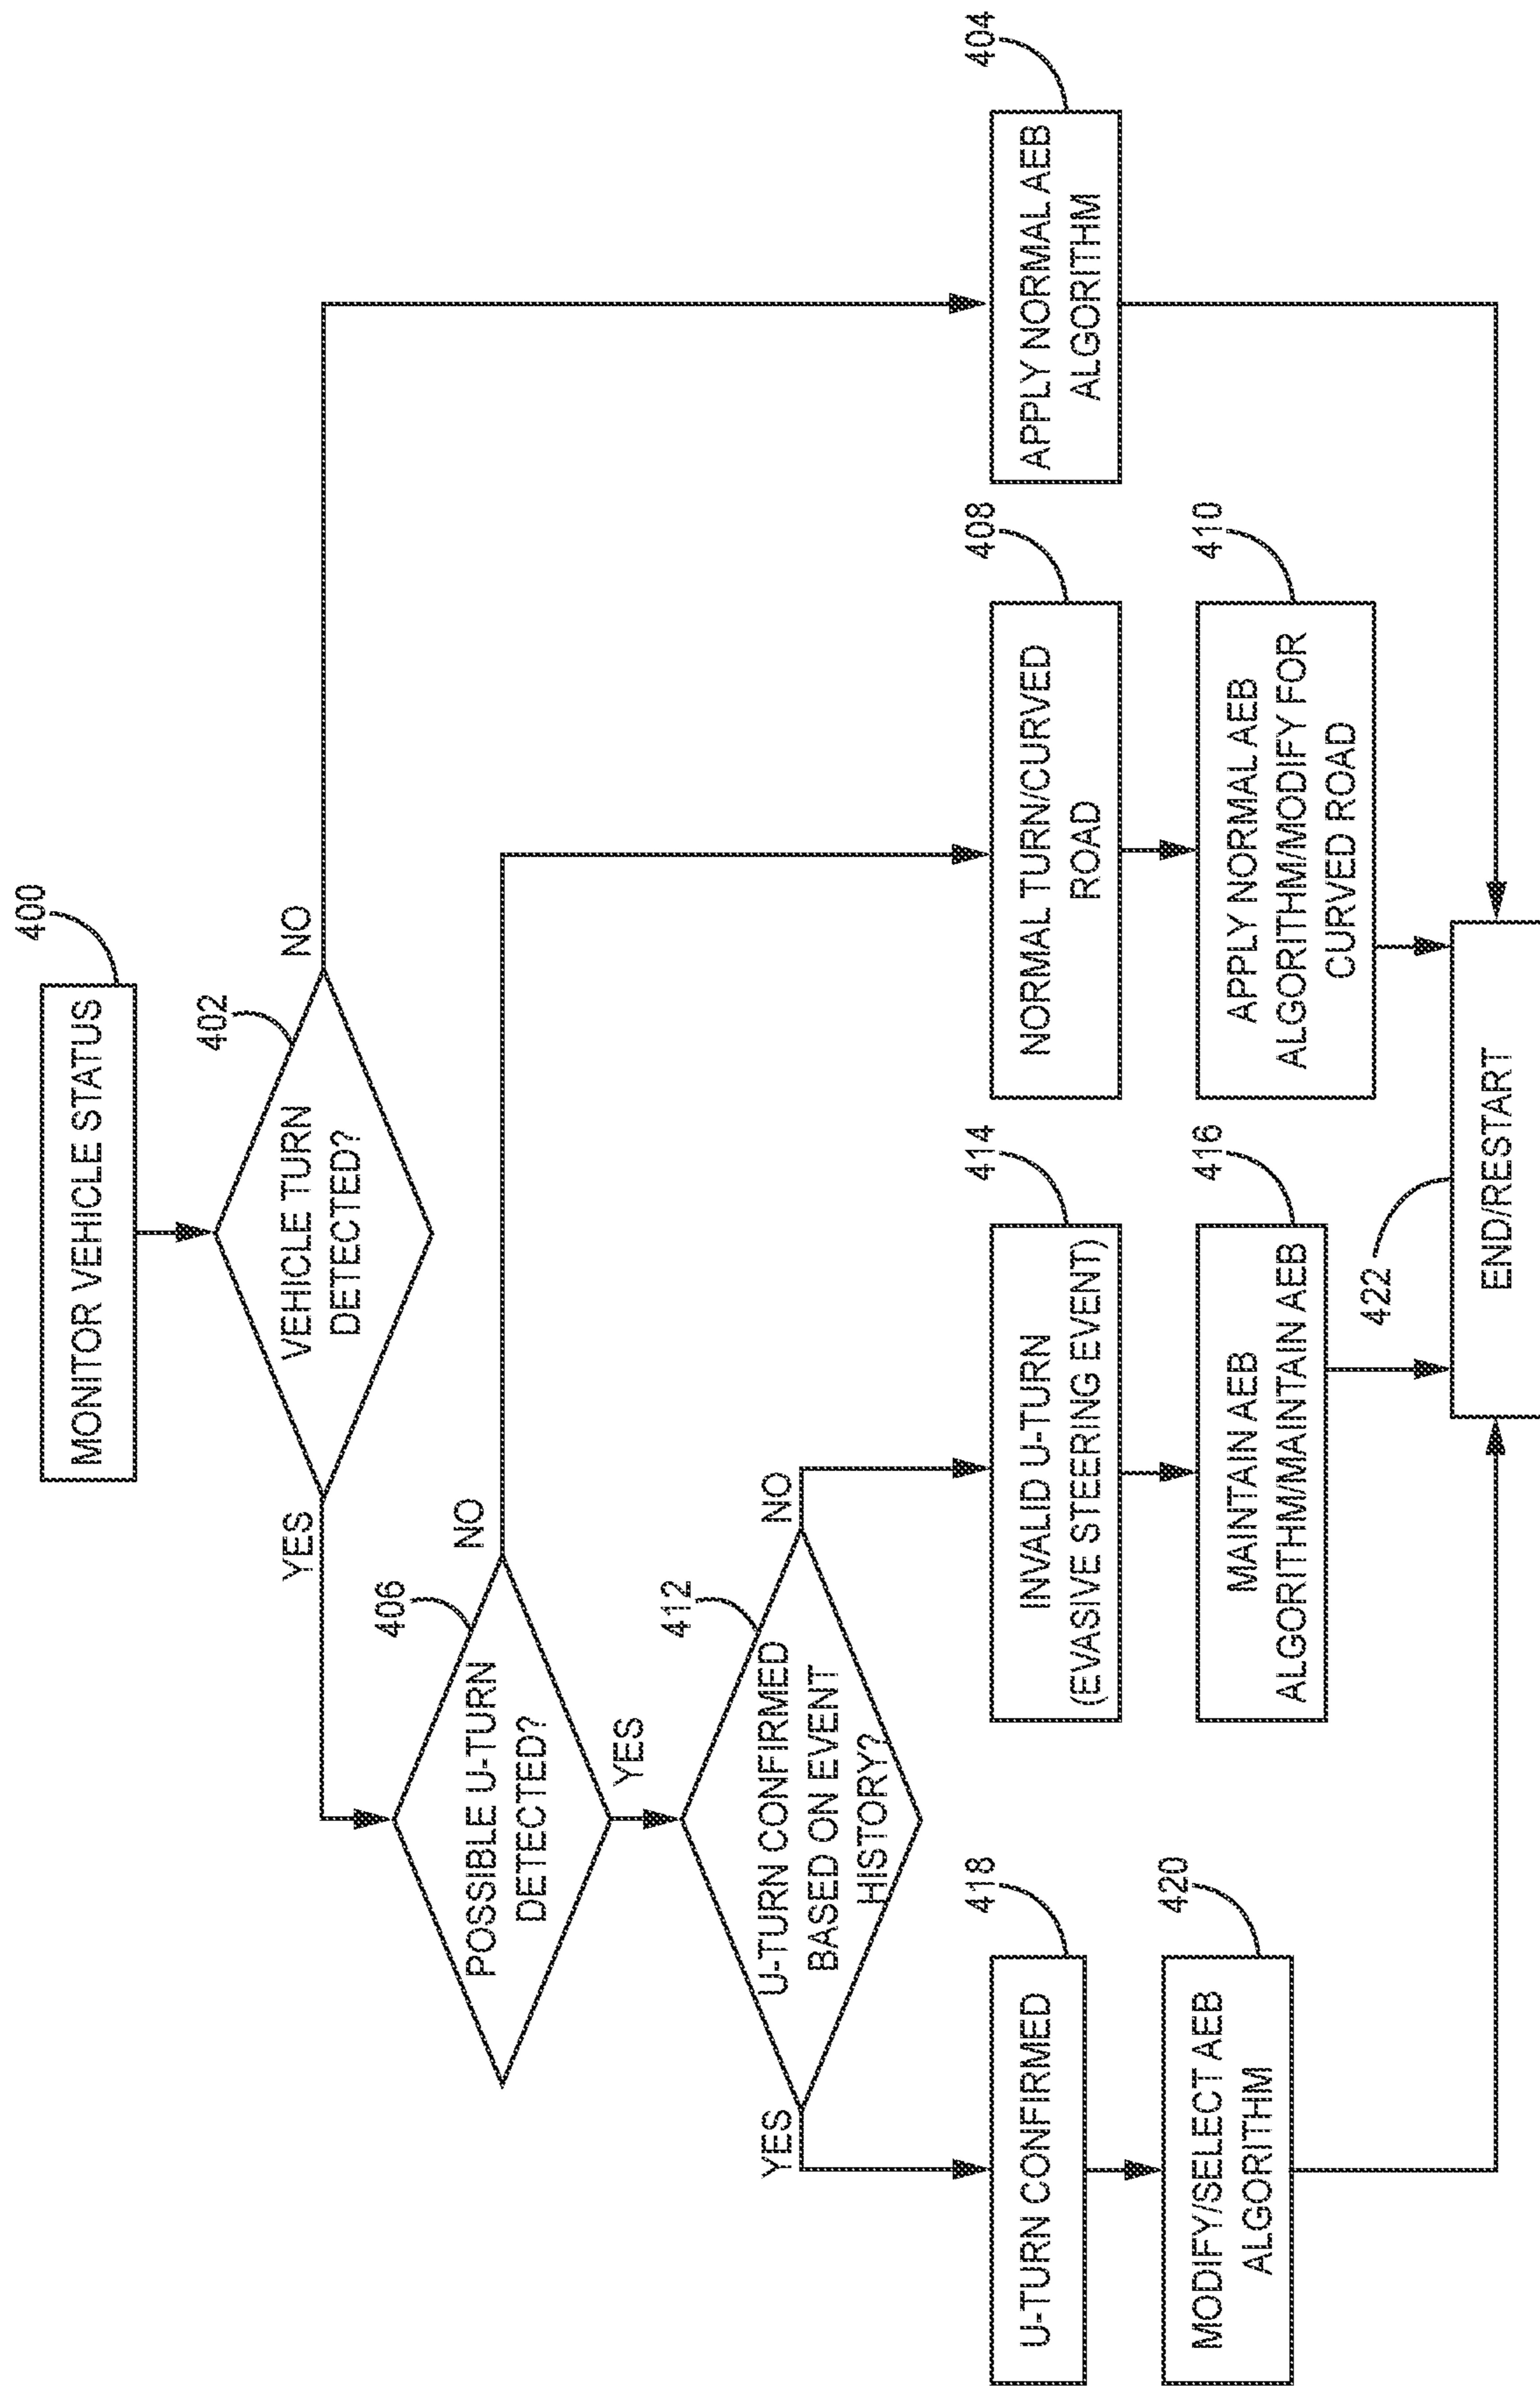 400
MONITOR VEHICLE STATUS
402
VEHICLE TURN
DETECTED?
YES
NO
406
POSSIBLE U-TURN
DETECTED?
NO
YES
412
U-TURN CONFIRMED
BASED ON EVENT
HISTORY?
YES
NO
418
U-TURN CONFIRMED
420
MODIFY/SELECT AEB
ALGORITHM
414
INVALID U-TURN
(EVASIVE STEERING EVENT)
416
MAINTAIN AEB
ALGORITHM/MAINTAIN AEB
408
NORMAL TURN/CURVED
ROAD
410
APPLY NORMAL AEB
ALGORITHM/MODIFY FOR
CURVED ROAD
404
APPLY NORMAL AEB
ALGORITHM
422
END/RESTART